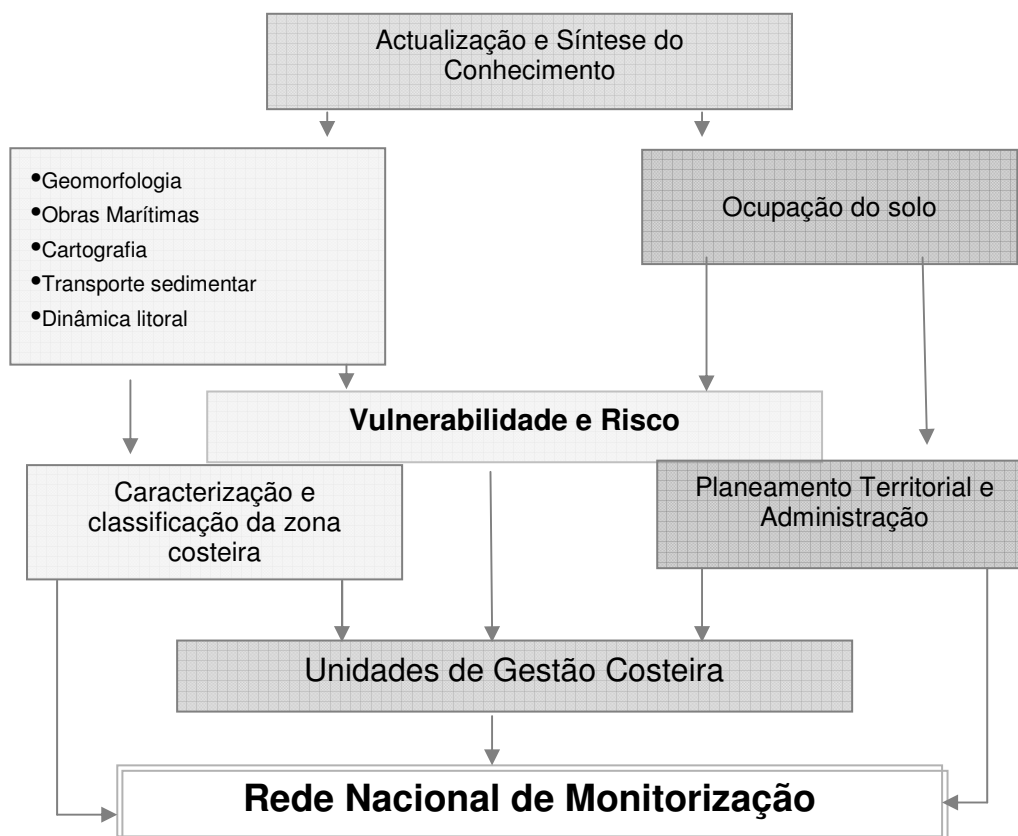 Actualização e Síntese do
Conhecimento
•Geomorfologia
•Obras Marítimas
•Cartografia
•Transporte sedimentar
•Dinâmica litoral
Ocupação do solo
Vulnerabilidade e Risco
Caracterização e
classificação da zona
costeira
Planeamento Territorial e
Administração
Unidades de Gestão Costeira
Rede Nacional de Monitorização